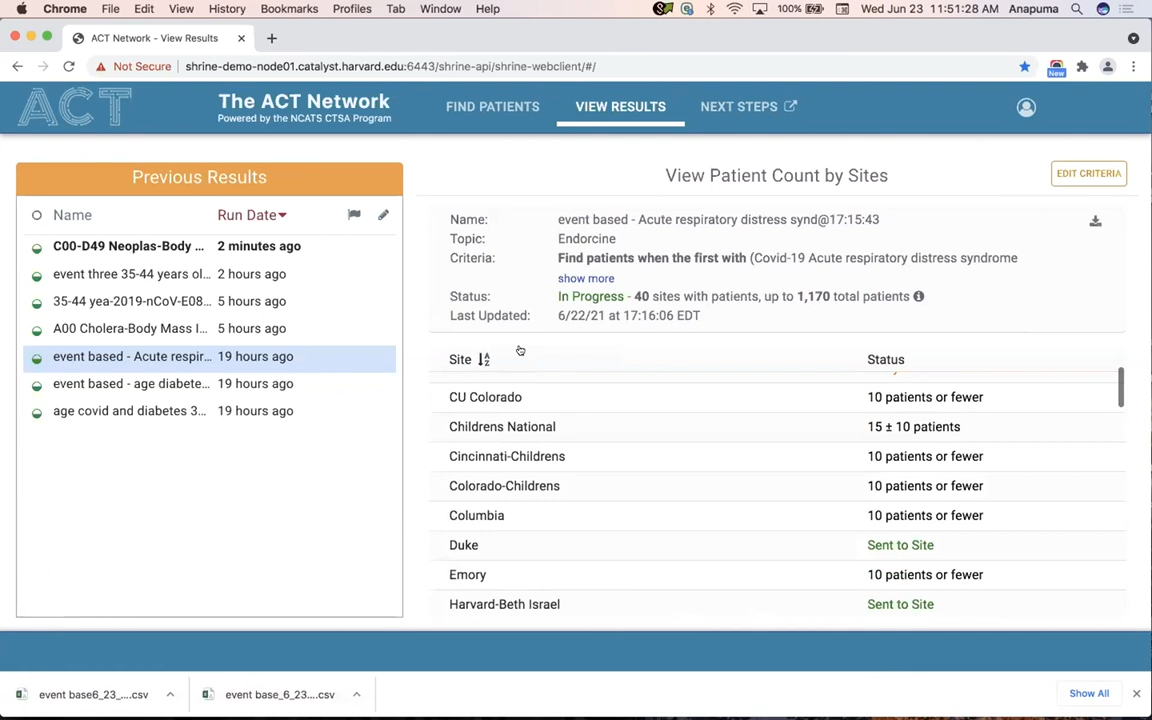 Chrome File Edit View History Bookmarks Profiles Tab Window Help 100% Wed Jun 23 11:51:28 AM Anapuma
ACT Network - View Results
Not Secure shrine-demo-node01.catalyst.harvard.edu:6443/shrine-api/shrine-webclient/#/
New
ACT
The ACT Network
Powered by the NCATS CTSA Program
FIND PATIENTS VIEW RESULTS NEXT STEPS
Previous Results
Name Run Date
C00-D49 Neoplas-Body ... 2 minutes ago
event three 35-44 years ol... 2 hours ago
35-44 yea-2019-nCoV-E08... 5 hours ago
A00 Cholera-Body Mass I... 5 hours ago
event based - Acute respir... 19 hours ago
event based - age diabete... 19 hours ago
age covid and diabetes 3... 19 hours ago
View Patient Count by Sites
EDIT CRITERIA
Name: event based - Acute respiratory distress synd@17:15:43
Topic: Endorcine
Criteria: Find patients when the first with (Covid-19 Acute respiratory distress syndrome
show more
Status: In Progress - 40 sites with patients, up to 1,170 total patients
Last Updated: 6/22/21 at 17:16:06 EDT
Site Status
CU Colorado 10 patients or fewer
Childrens National 15 ± 10 patients
Cincinnati-Childrens 10 patients or fewer
Colorado-Childrens 10 patients or fewer
Columbia 10 patients or fewer
Duke Sent to Site
Emory 10 patients or fewer
Harvard-Beth Israel Sent to Site
event base6_23_....csv
event base_6_23....csv
Show All